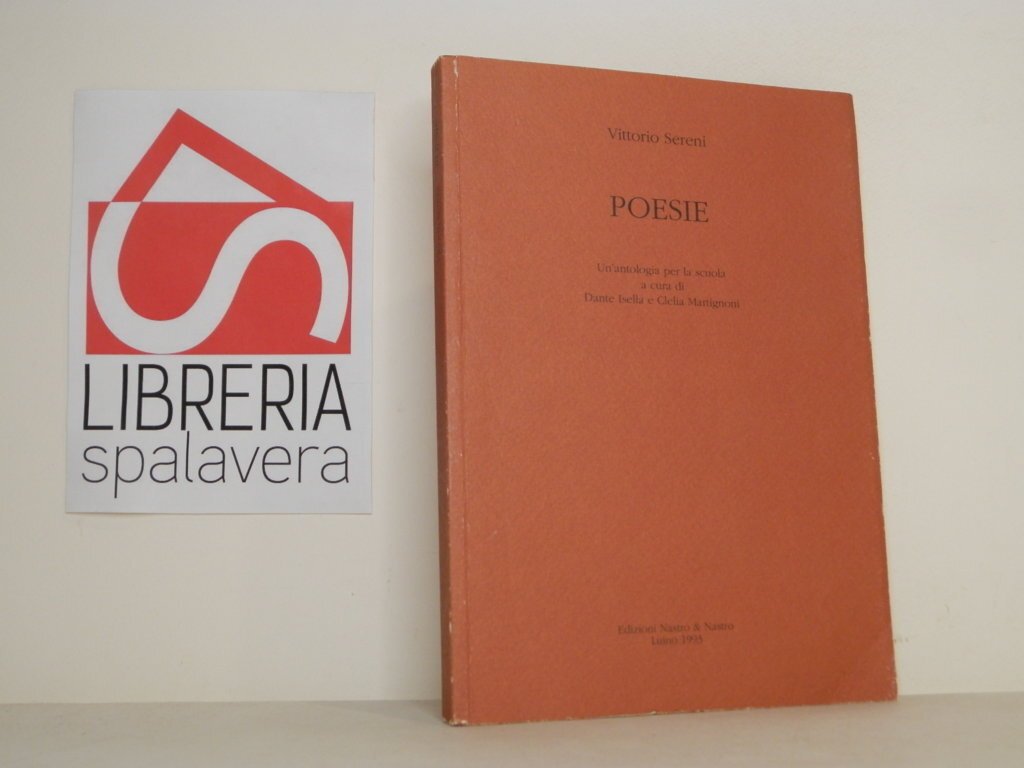 LIBRERIA
spalavera
Vittorio Sereni
POESIE
Un'antologia per la scuola
a cura di
Dante Isella e Clelia Martignoni
Edizioni Nastro & Nastro
Luino 1993